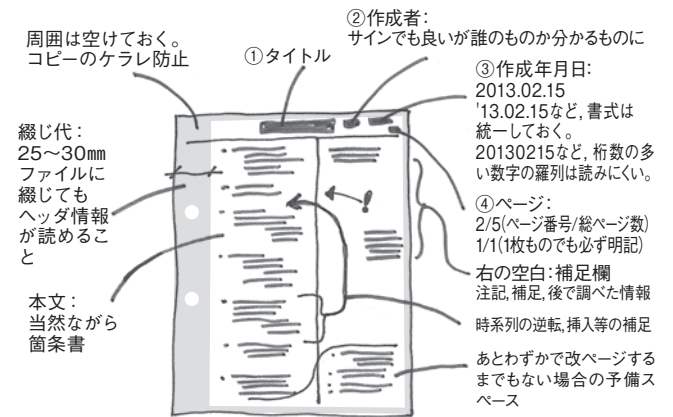 周囲は空けておく。
コピーのケラレ防止
①タイトル
②作成者:
サインでも良いが誰のものか分かるものに
③作成年月日:
2013.02.15
'13.02.15など,書式は
統一しておく。
20130215など,桁数の多
い数字の羅列は読みにくい。
綴じ代:
25〜30㎜
ファイルに
綴じても
ヘッダ情報
が読めるこ
と
④ページ:
2/5(ページ番号/総ページ数)
1/1(1枚ものでも必ず明記)
右の空白:補足欄
注記,補足,後で調べた情報
本文:
当然ながら
箇条書
時系列の逆転,挿入等の補足
あとわずかで改ページする
までもない場合の予備ス
ペース
!